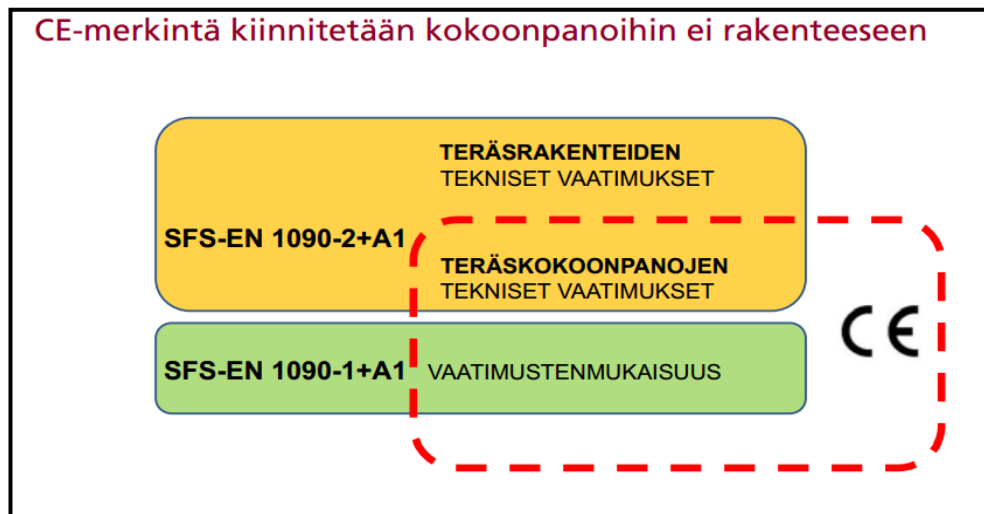 CE-merkintä kiinnitetään kokoonpanoihin ei rakenteeseen
TERÄSRAKENTEIDEN
TEKNISET VAATIMUKSET
SFS-EN 1090-2+A1
TERÄSKOKOONPANOJEN
TEKNISET VAATIMUKSET
CE
SFS-EN 1090-1+A1 VAATIMUSTENMUKAISUUS